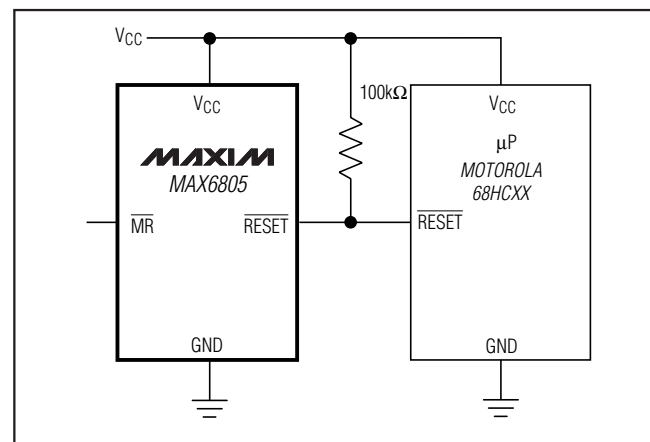 VCC
100kΩ
VCC
MAXIM
MAX6805
MR
RESET
GND
VCC
μP
MOTOROLA
68HCXX
RESET
GND